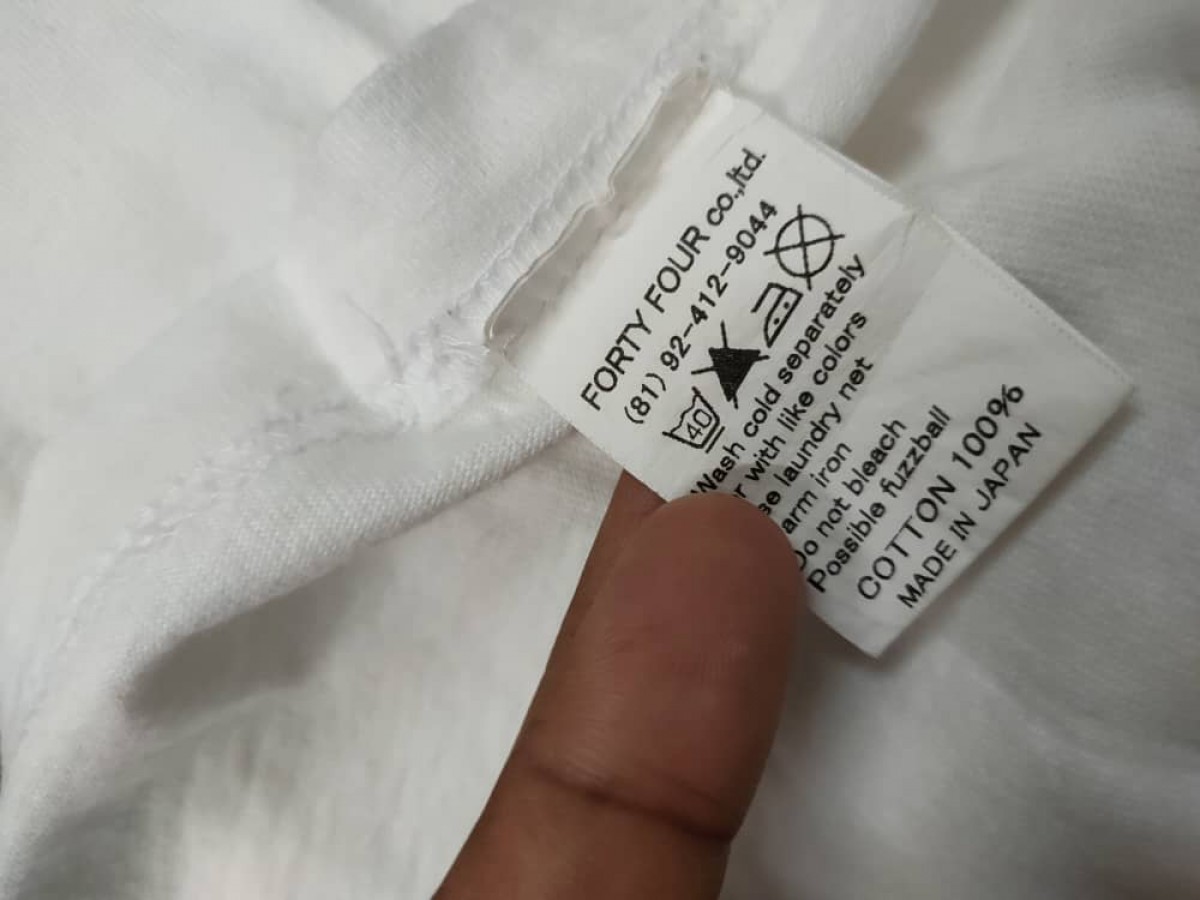 FORTY FOUR co.,ltd.
(81) 92-412-9044
40
Wash cold separately
with like colors
laundry net
iron
Do not bleach
Possible fuzzball
COTTON 100%
MADE IN JAPAN